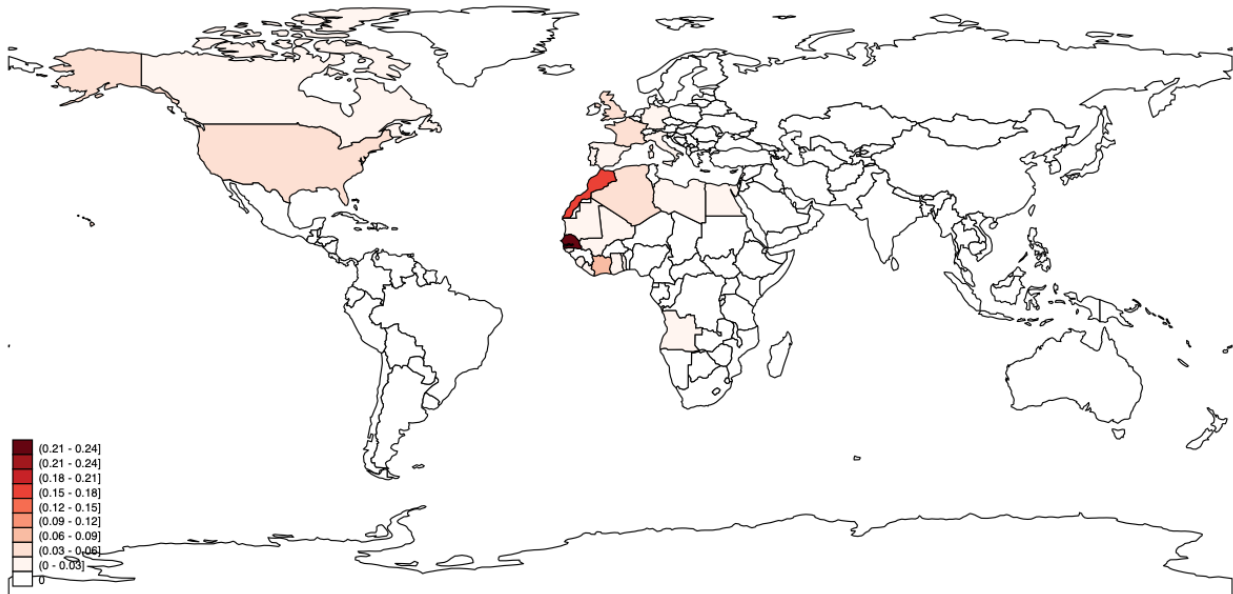 (0.21 - 0.24]
(0.21 - 0.24]
(0.18 - 0.21]
(0.15 - 0.18]
(0.12 - 0.15]
(0.09 - 0.12]
(0.06 - 0.09]
(0.03 - 0.06]
(0 - 0.03]
0